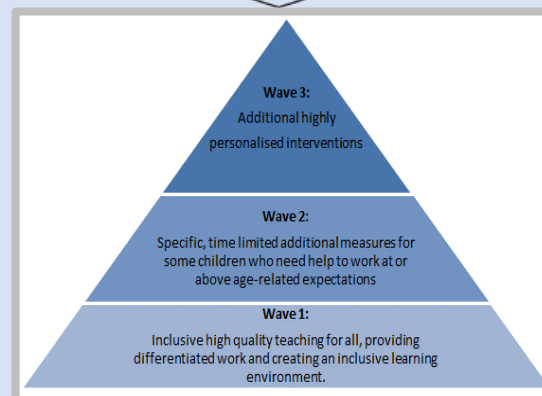 Wave 3:
Additional highly
personalised interventions
Wave 2:
Specific, time limited additional measures for
some children who need help to work at or
above age-related expectations
Wave 1:
Inclusive high quality teaching for all, providing
differentiated work and creating an inclusive learning
environment.